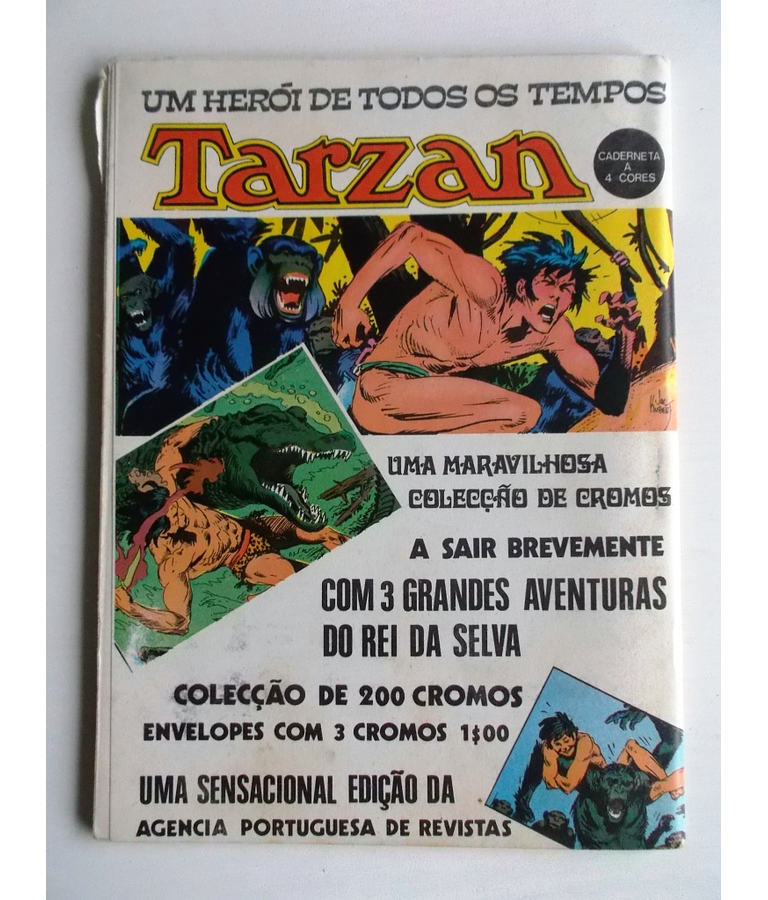 UM HERÓI DE TODOS OS TEMPOS
Tarzan
CADERNETA
A
4 CORES
UMA MARAVILHOSA
COLECÇÃO DE CROMOS
A SAIR BREVEMENTE
COM 3 GRANDES AVENTURAS
DO REI DA SELVA
COLECÇÃO DE 200 CROMOS
ENVELOPES COM 3 CROMOS 1$00
UMA SENSACIONAL EDIÇÃO DA
AGENCIA PORTUGUESA DE REVISTAS